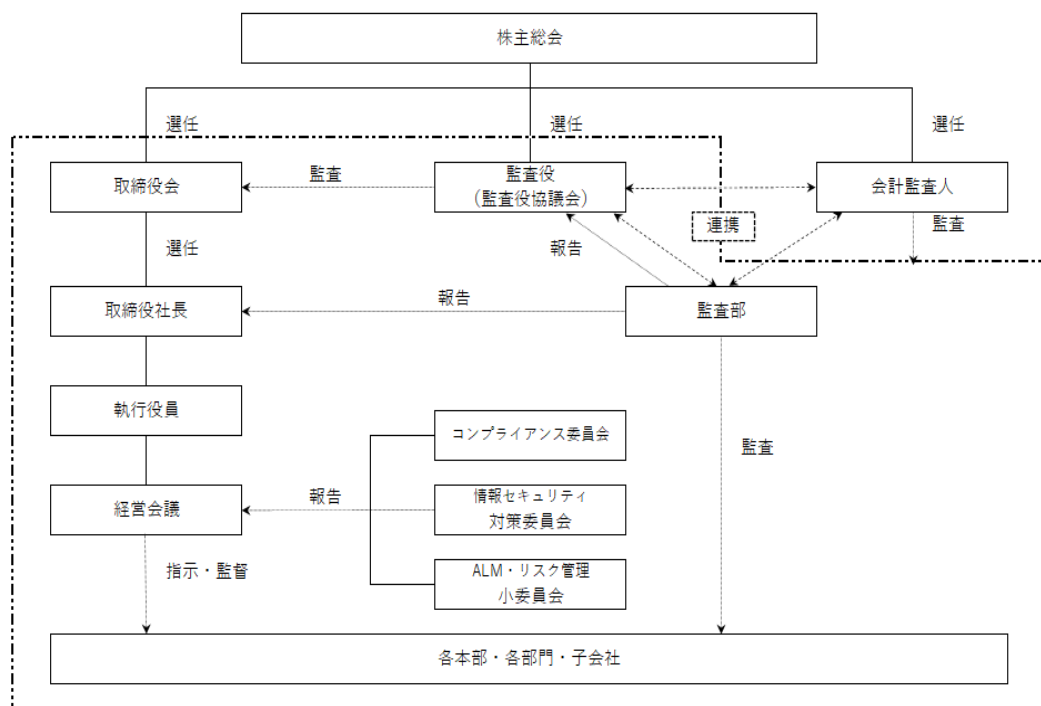 株主総会
選任
選任
選任
取締役会
監査
監査役
（監査役協議会）
会計監査人
連携
監査
選任
報告
取締役社長
報告
監査部
執行役員
コンプライアンス委員会
監査
経営会議
報告
情報セキュリティ
対策委員会
指示・監督
ALM・リスク管理
小委員会
各本部・各部門・子会社